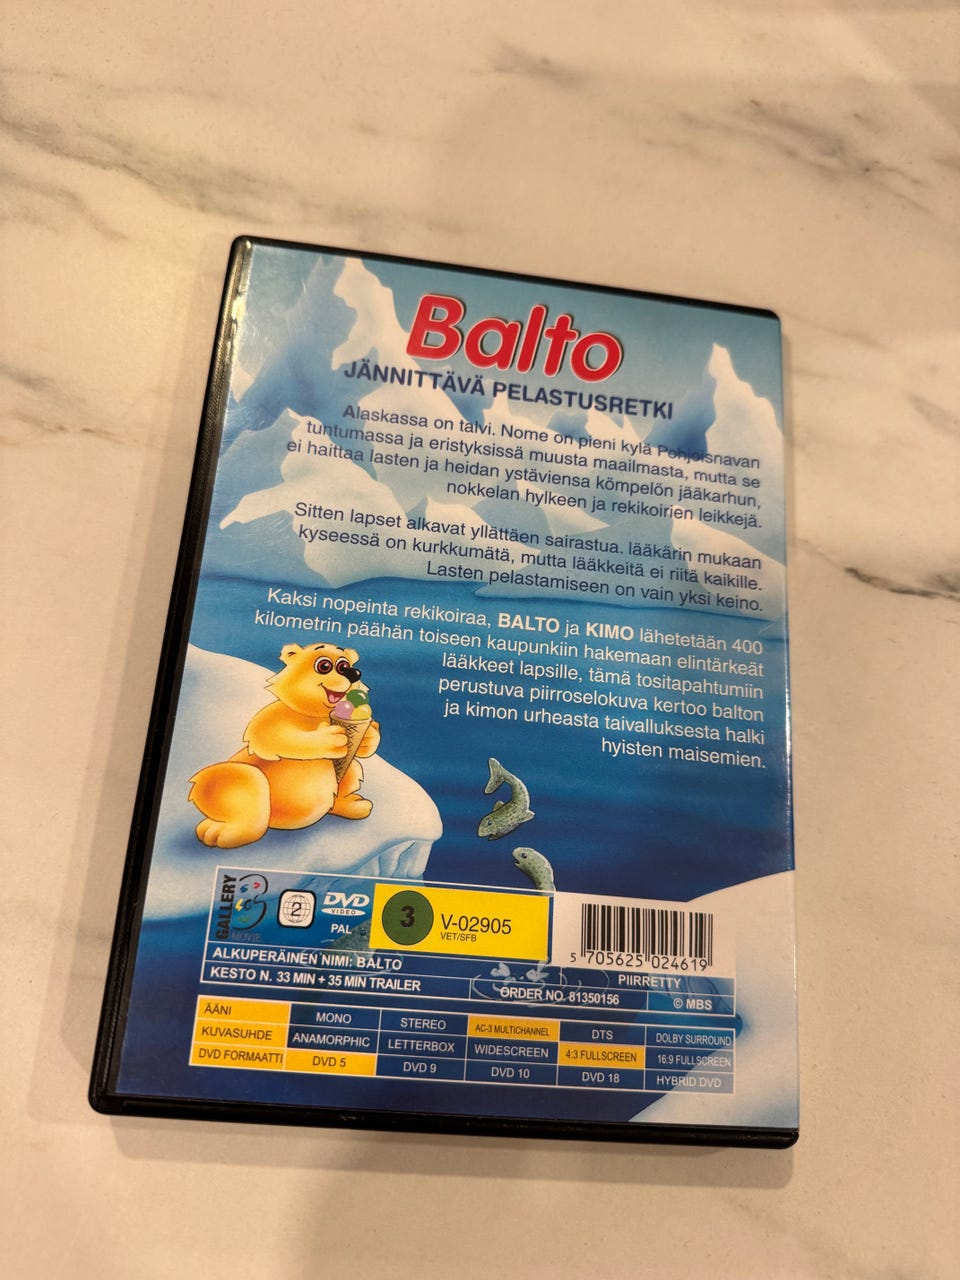 Balto
JÄNNITTÄVÄ PELASTUSRETKI
Alaskassa on talvi. Nome on pieni kylä Pohjoisnavan
tuntumassa ja eristyksissä muusta maailmasta, mutta se
ei haittaa lasten ja heidan ystäviensa kömpelön jääkarhun,
nokkelan hylkeen ja rekikoirien leikkejä.
Sitten lapset alkavat yllättäen sairastua. lääkärin mukaan
kyseessä on kurkkumätä, mutta lääkkeitä ei riitä kaikille.
Lasten pelastamiseen on vain yksi keino.
Kaksi nopeinta rekikoiraa, BALTO ja KIMO lähetetään 400
kilometrin päähän toiseen kaupunkiin hakemaan elintärkeät
lääkkeet lapsille, tämä tositapahtumiin
perustuva piirroselokuva kertoo balton
ja kimon urheasta taivalluksesta halki
hyisten maisemien.
GALLERY
MOVIE
2
DVD
VIDEO
PAL
3
V-02905
VET/SFB
5 705625 024619
ALKUPERÄINEN NIMI: BALTO
PIIRRETTY
KESTO N. 33 MIN + 35 MIN TRAILER
ORDER NO. 81350156
© MBS
ÄÄNI MONO STEREO AC-3 MULTICHANNEL DTS DOLBY SURROUND
KUVASUHDE ANAMORPHIC LETTERBOX WIDESCREEN 4:3 FULLSCREEN 16:9 FULLSCREEN
DVD FORMAATTI DVD 5 DVD 9 DVD 10 DVD 18 HYBRID DVD